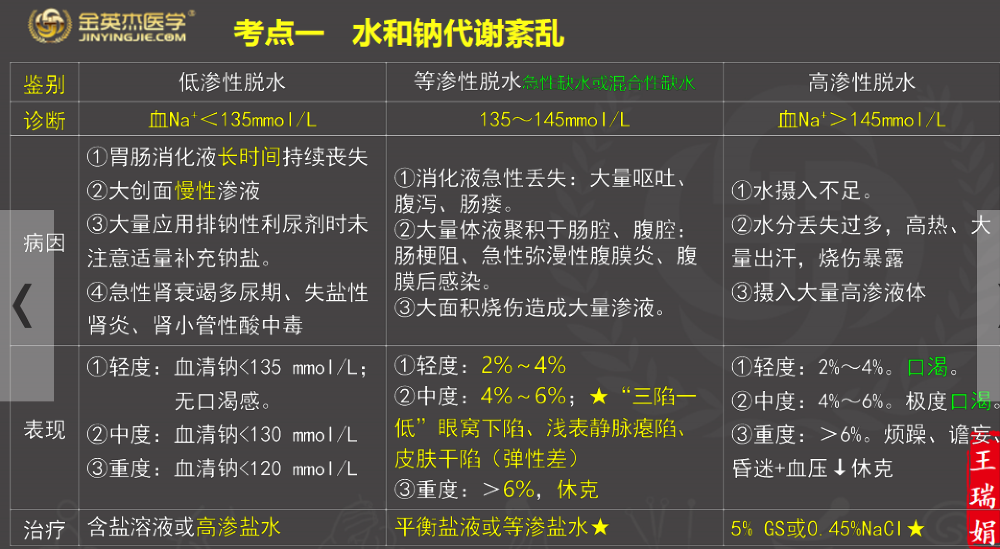 金英杰医学®
JINYINGJIE.COM
考点一 水和钠代谢紊乱
鉴别
低渗性脱水
等渗性脱水急性缺水或混合性缺水
高渗性脱水
诊断
血Na⁺<135mmol/L
135～145mmol/L
血Na⁺>145mmol/L
病因
①胃肠消化液长时间持续丧失
②大创面慢性渗液
③大量应用排钠性利尿剂时未
注意适量补充钠盐。
④急性肾衰竭多尿期、失盐性
肾炎、肾小管性酸中毒
①消化液急性丢失：大量呕吐、
腹泻、肠瘘。
②大量体液聚积于肠腔、腹腔：
肠梗阻、急性弥漫性腹膜炎、腹
膜后感染。
③大面积烧伤造成大量渗液。
①水摄入不足。
②水分丢失过多，高热、大
量出汗，烧伤暴露
③摄入大量高渗液体
表现
①轻度：血清钠<135 mmol/L；
无口渴感。
②中度：血清钠<130 mmol/L
③重度：血清钠<120 mmol/L
①轻度：2%~4%
②中度：4%~6%；★“三陷一
低”眼窝下陷、浅表静脉瘪陷、
皮肤干陷（弹性差）
③重度：>6%，休克
①轻度：2%～4%。口渴。
②中度：4%～6%。极度口渴。
③重度：>6%。烦躁、谵妄、
昏迷+血压↓休克
治疗
含盐溶液或高渗盐水
平衡盐液或等渗盐水★
5% GS或0.45%NaCl★
王瑞娟